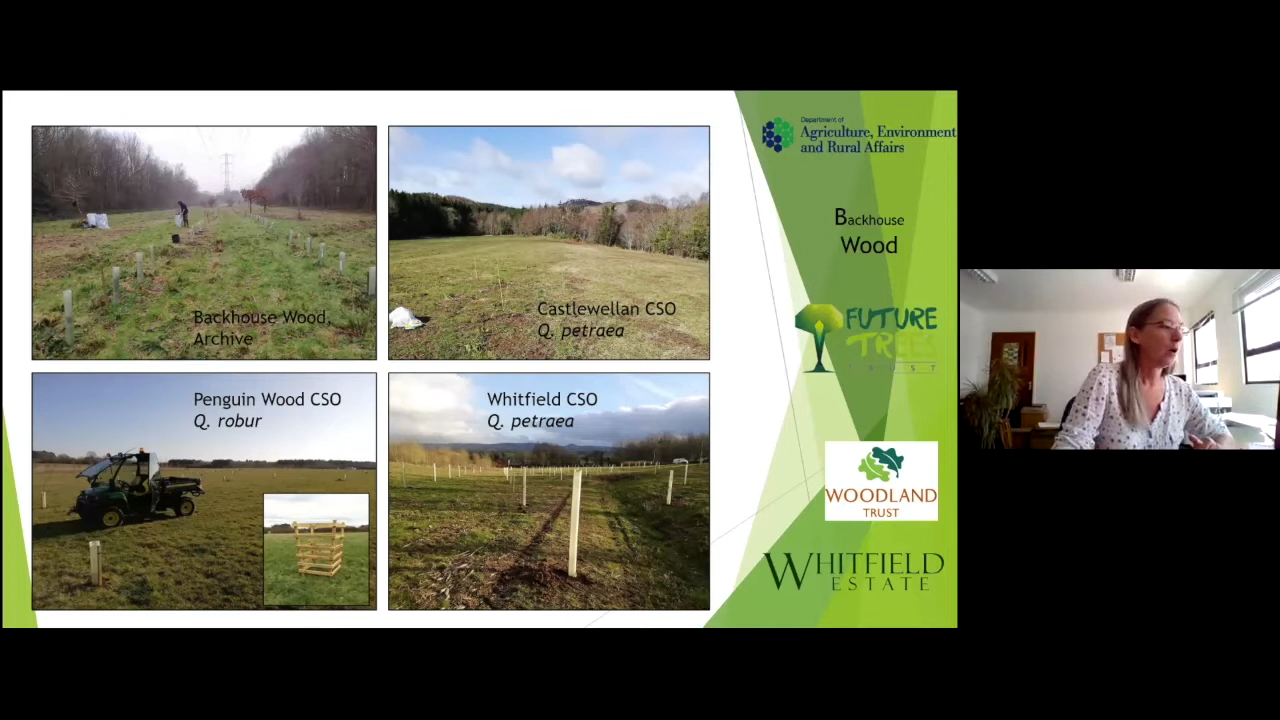 Backhouse Wood,
Archive
Castlewellan CSO
Q. petraea
Penguin Wood CSO
Q. robur
Whitfield CSO
Q. petraea
Department of
Agriculture, Environment
and Rural Affairs
Backhouse
Wood
FUTURE
TREES
TRUST
WOODLAND
TRUST
WHITFIELD
ESTATE